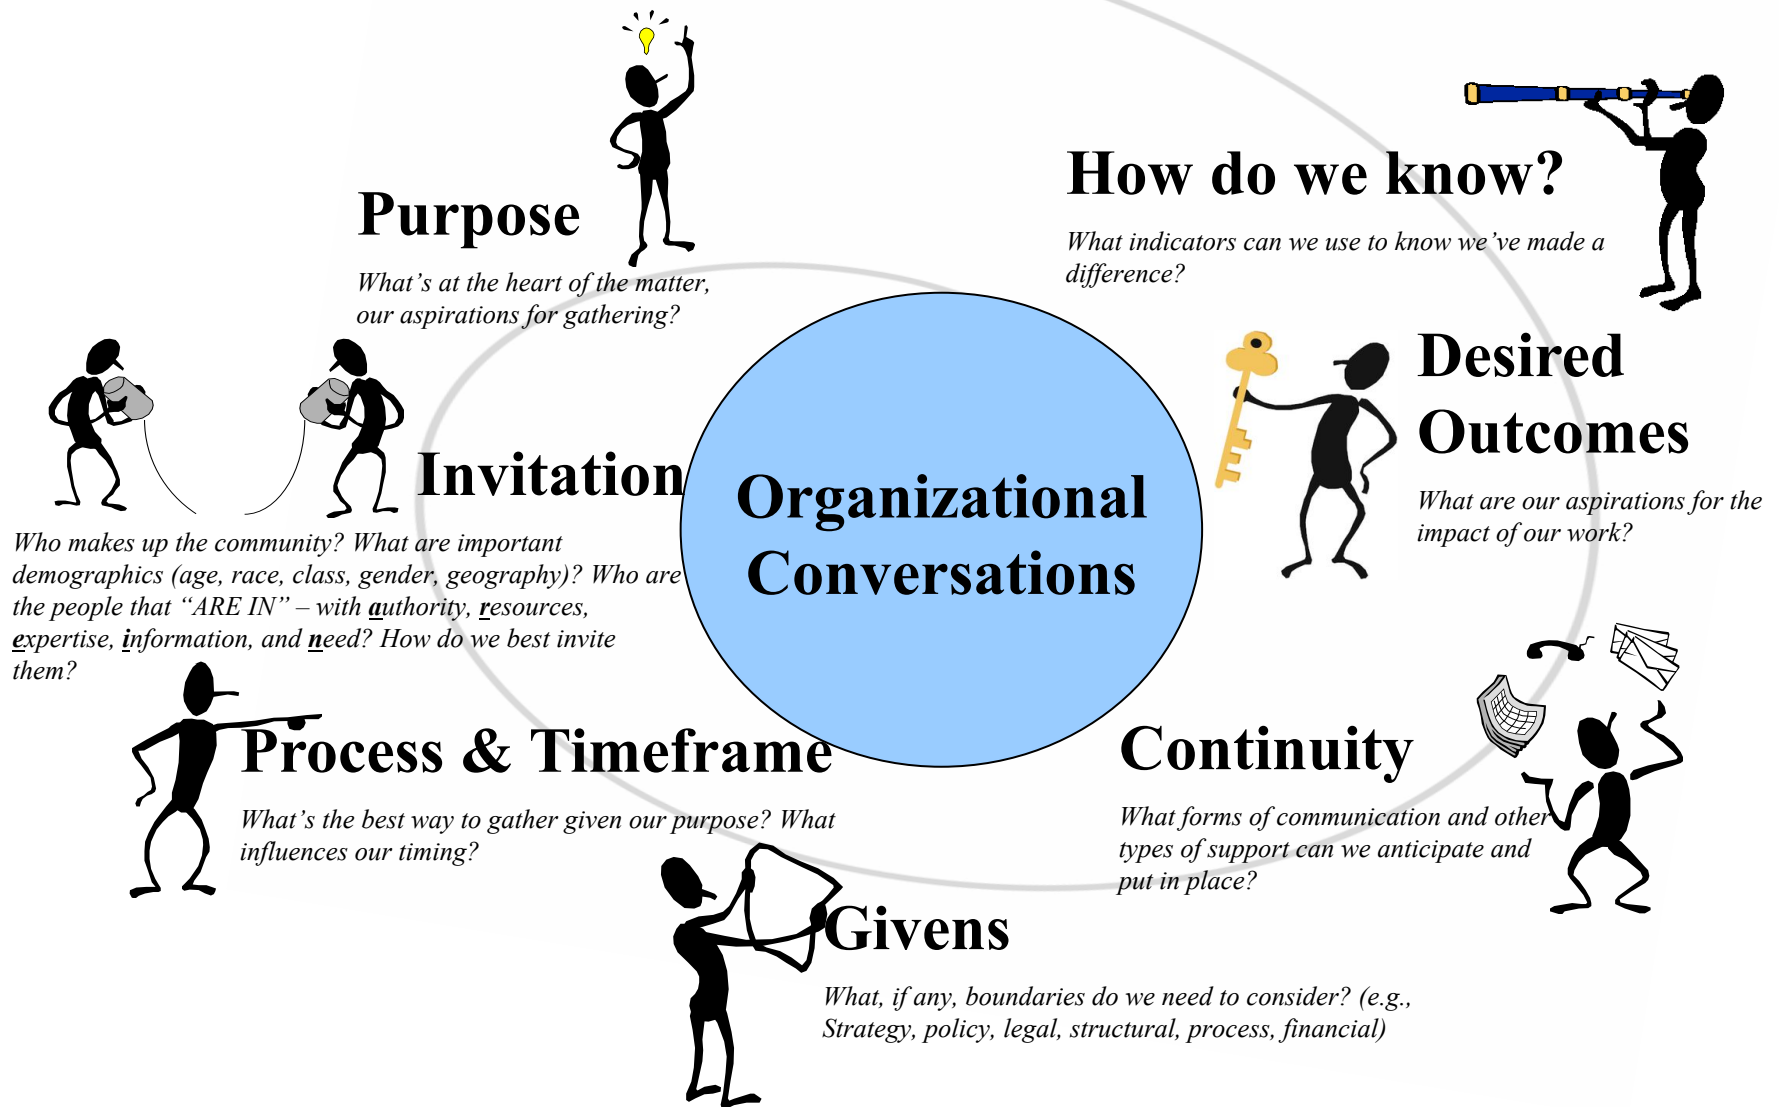 Purpose
What’s at the heart of the matter,
our aspirations for gathering?
How do we know?
What indicators can we use to know we’ve made a
difference?
Invitation
Who makes up the community? What are important
demographics (age, race, class, gender, geography)? Who are
the people that “ARE IN” – with authority, resources,
expertise, information, and need? How do we best invite
them?
Organizational
Conversations
Desired
Outcomes
What are our aspirations for the
impact of our work?
Process & Timeframe
What’s the best way to gather given our purpose? What
influences our timing?
Continuity
What forms of communication and other
types of support can we anticipate and
put in place?
Givens
What, if any, boundaries do we need to consider? (e.g.,
Strategy, policy, legal, structural, process, financial)